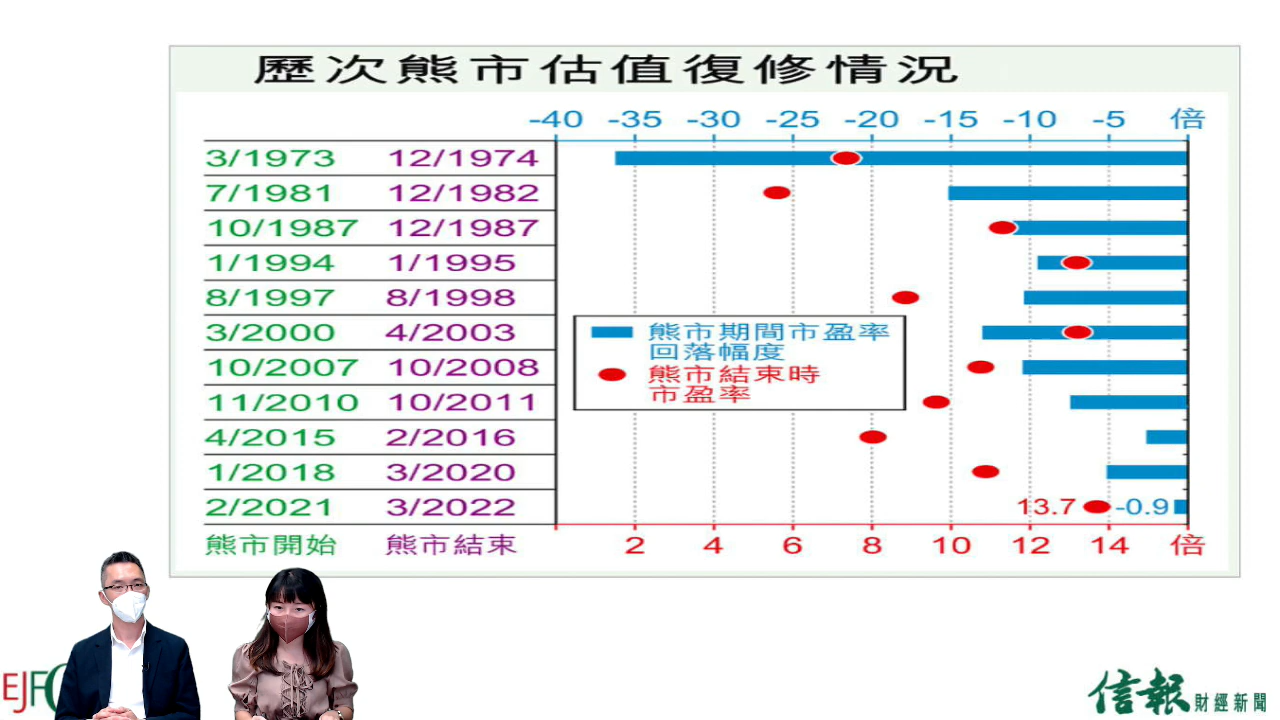 歷次熊市估值復修情況
-40 -35 -30 -25 -20 -15 -10 -5 倍
3/1973 12/1974
7/1981 12/1982
10/1987 12/1987
1/1994 1/1995
8/1997 8/1998
3/2000 4/2003
10/2007 10/2008
11/2010 10/2011
4/2015 2/2016
1/2018 3/2020
2/2021 3/2022 13.7 -0.9
熊市開始 熊市結束 2 4 6 8 10 12 14 倍
熊市期間市盈率
回落幅度
熊市結束時
市盈率
EJF
信報 財經新聞